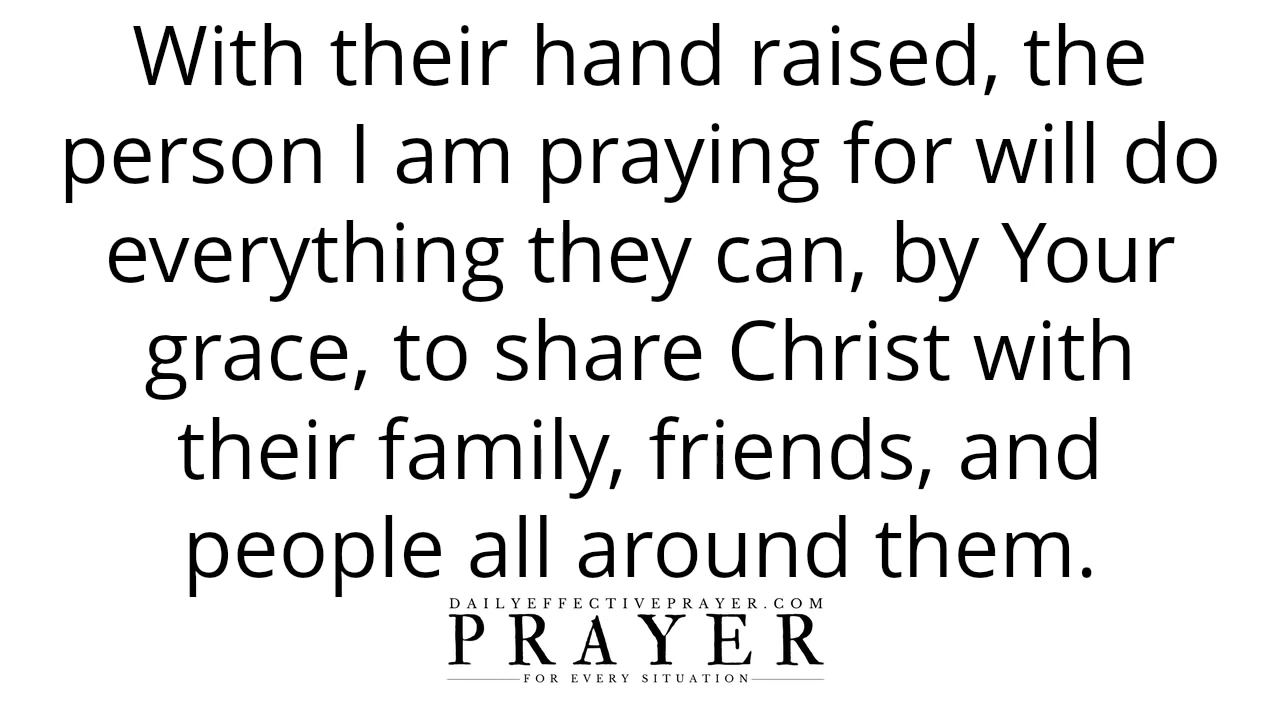 With their hand raised, the
person I am praying for will do
everything they can, by Your
grace, to share Christ with
their family, friends, and
people all around them.
DAILYEFFECTIVEPRAYER.COM
PRAYER
FOR EVERY SITUATION